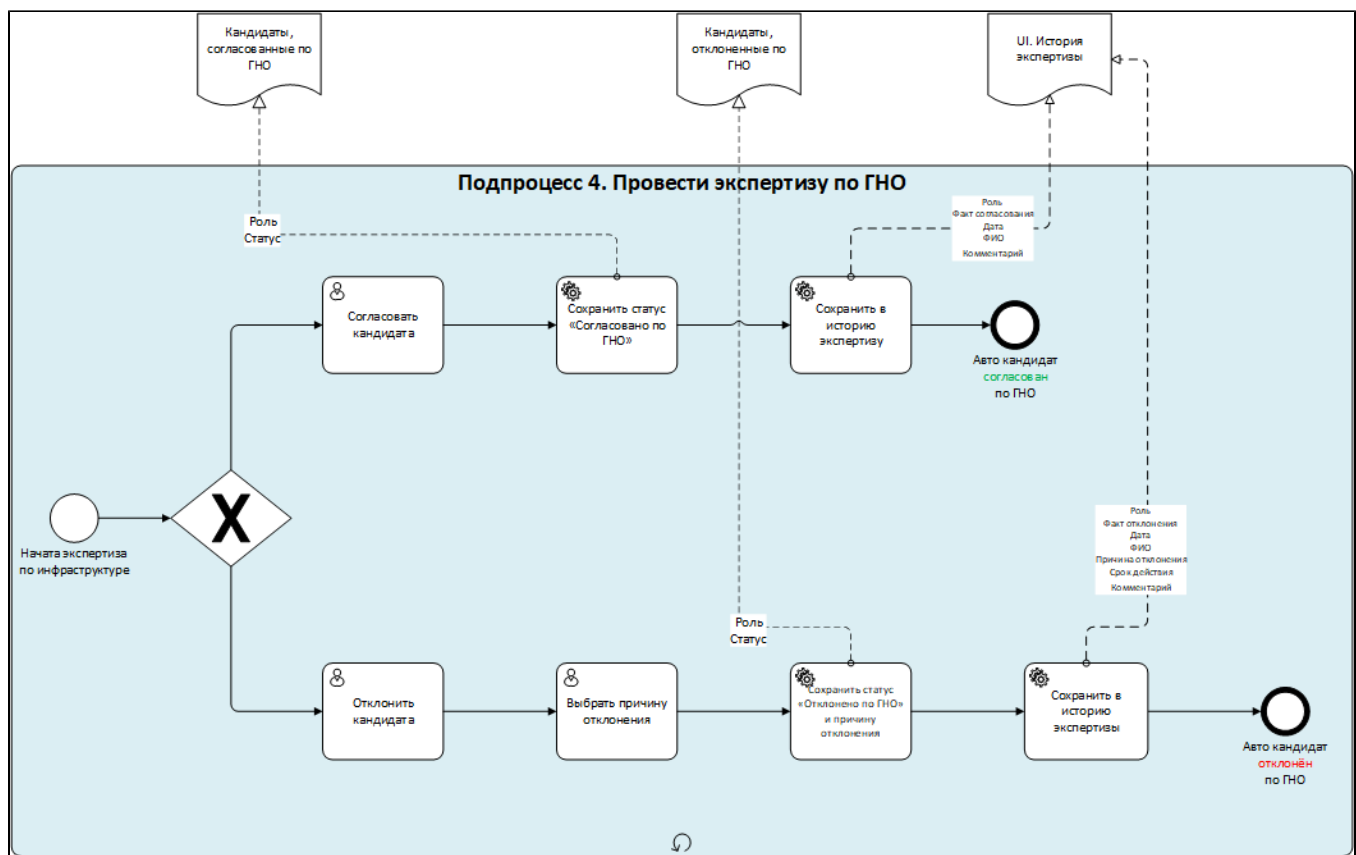 Кандидаты,
согласованные по
ГНО
Кандидаты,
отклоненные по
ГНО
UI. История
экспертизы
Подпроцесс 4. Провести экспертизу по ГНО
Роль
Статус
Роль
Факт согласования
Дата
ФИО
Комментарий
Согласовать
кандидата
Сохранить статус
«Согласовано по
ГНО»
Сохранить в
историю
экспертизу
Авто кандидат
согласован
по ГНО
X
Начата экспертиза
по инфраструктуре
Роль
Факт отклонения
Дата
ФИО
Причина отклонения
Срок действия
Комментарий
Роль
Статус
Отклонить
кандидата
Выбрать причину
отклонения
Сохранить статус
«Отклонено по ГНО»
и причину
отклонения
Сохранить в
историю
экспертизы
Авто кандидат
отклонён
по ГНО